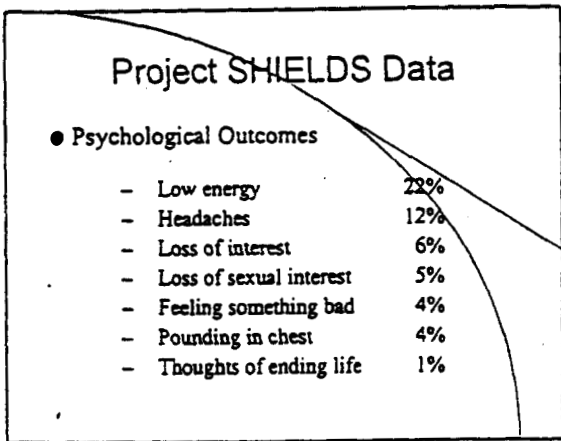 Project SHIELDS Data
● Psychological Outcomes
– Low energy 22%
– Headaches 12%
– Loss of interest 6%
– Loss of sexual interest 5%
– Feeling something bad 4%
– Pounding in chest 4%
– Thoughts of ending life 1%